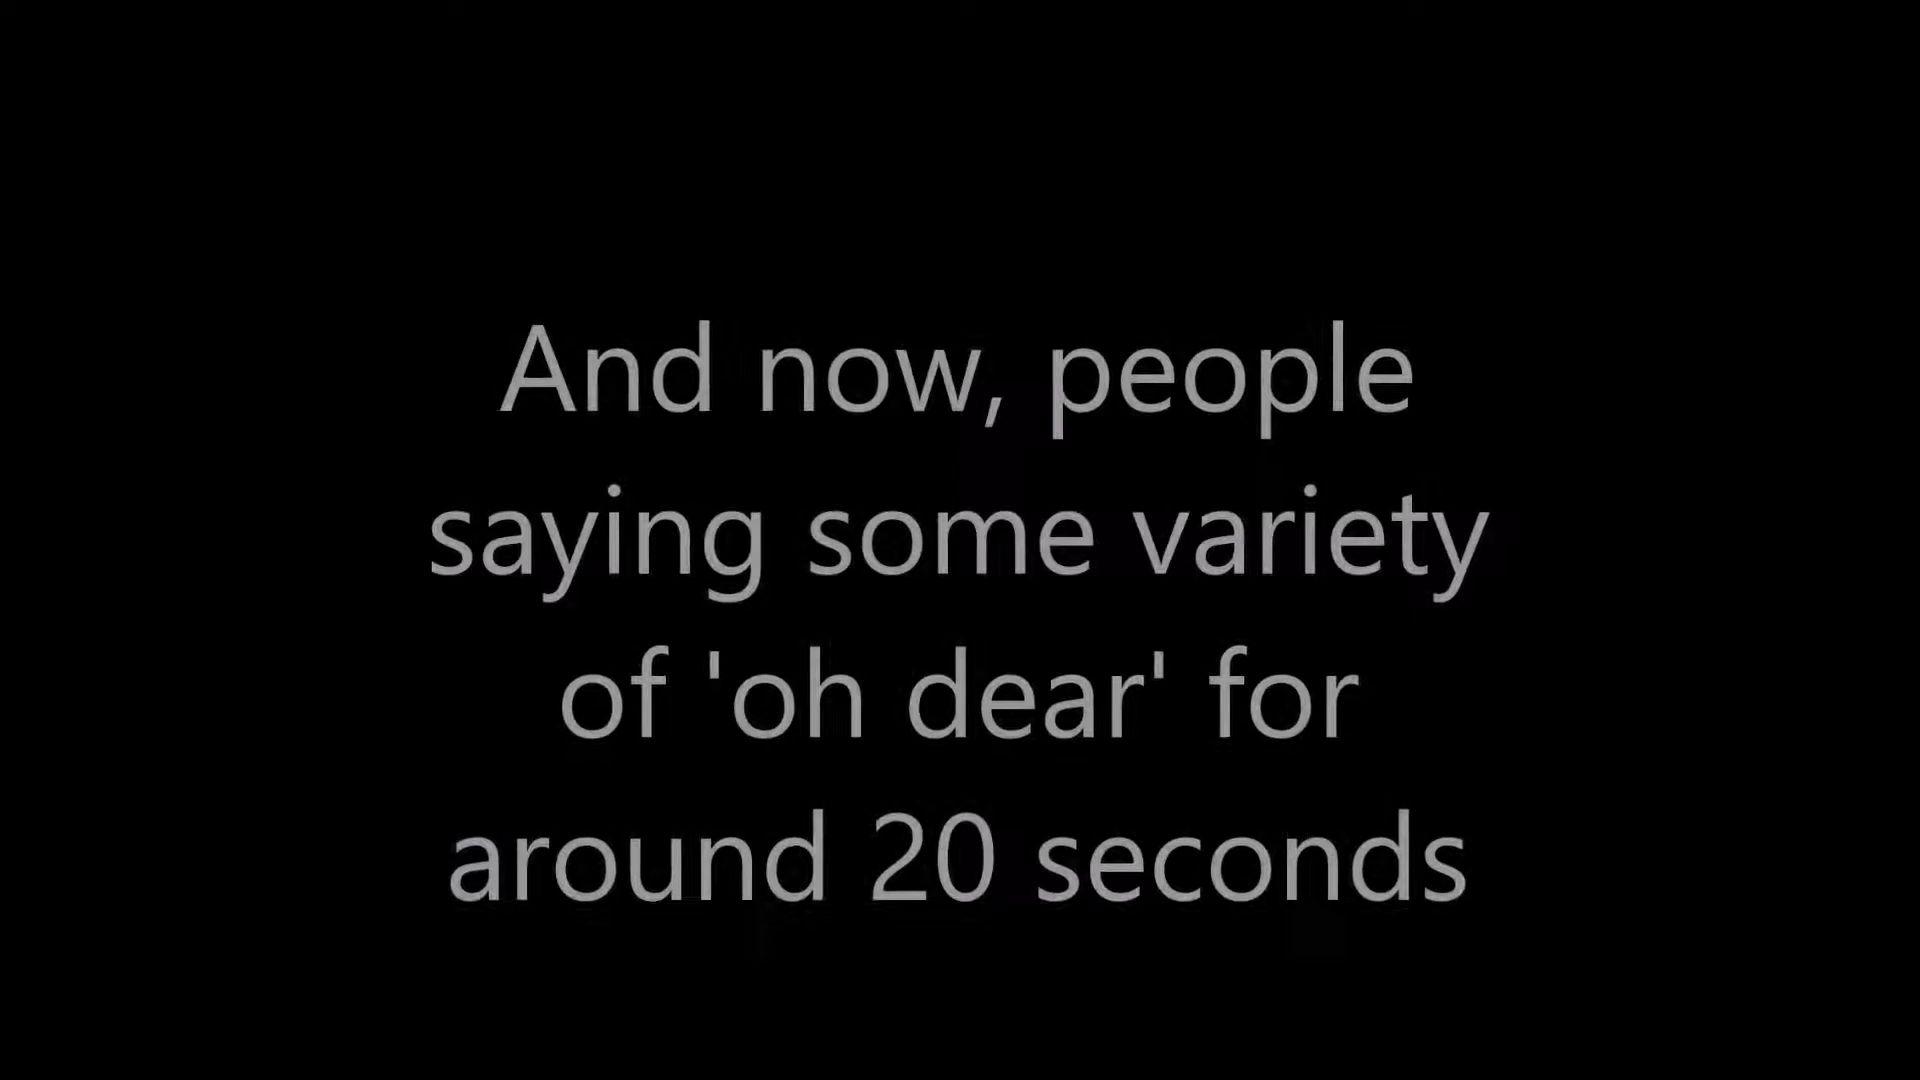 And now, people
saying some variety
of 'oh dear' for
around 20 seconds